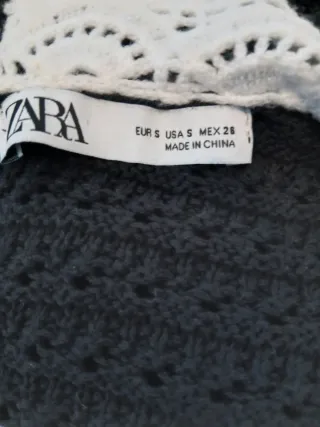 ZARA
EUR S USA S MEX 26
MADE IN CHINA